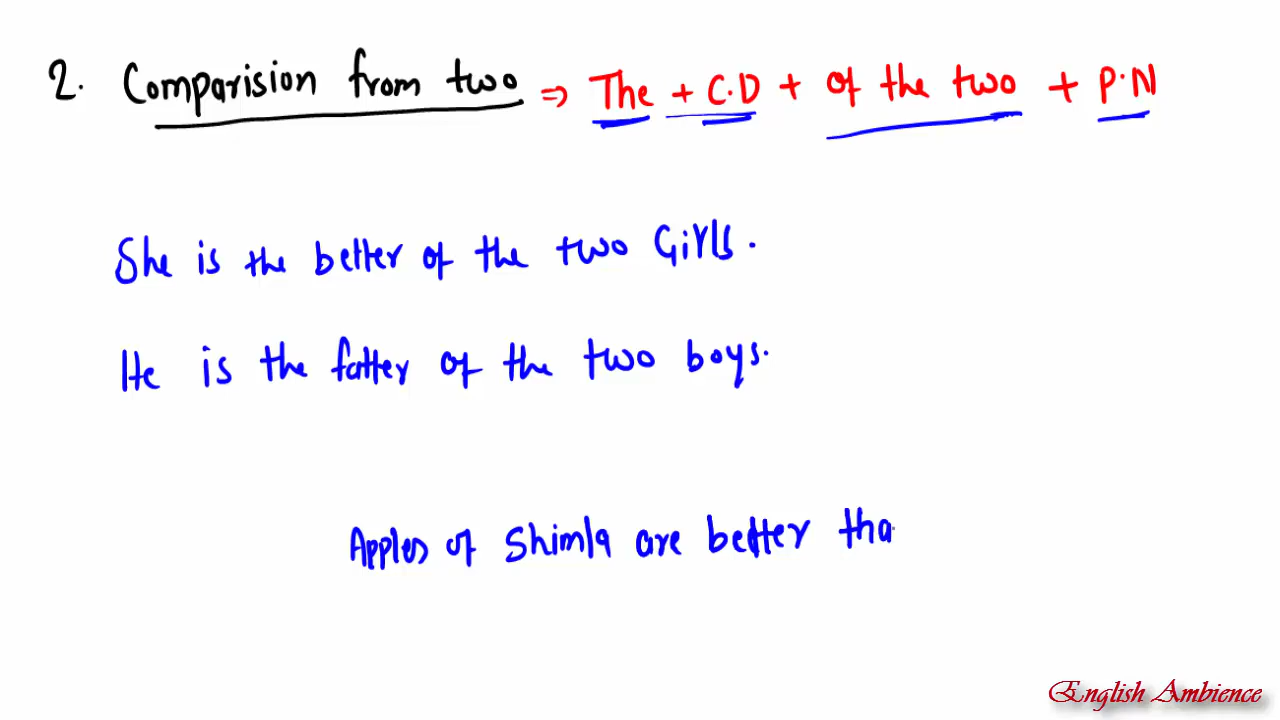 2. Comparision from two ⇒ The + C.D + of the two + P.N
She is the better of the two Girls.
He is the fatter of the two boys.
Apples of Shimla are better tha
English Ambience